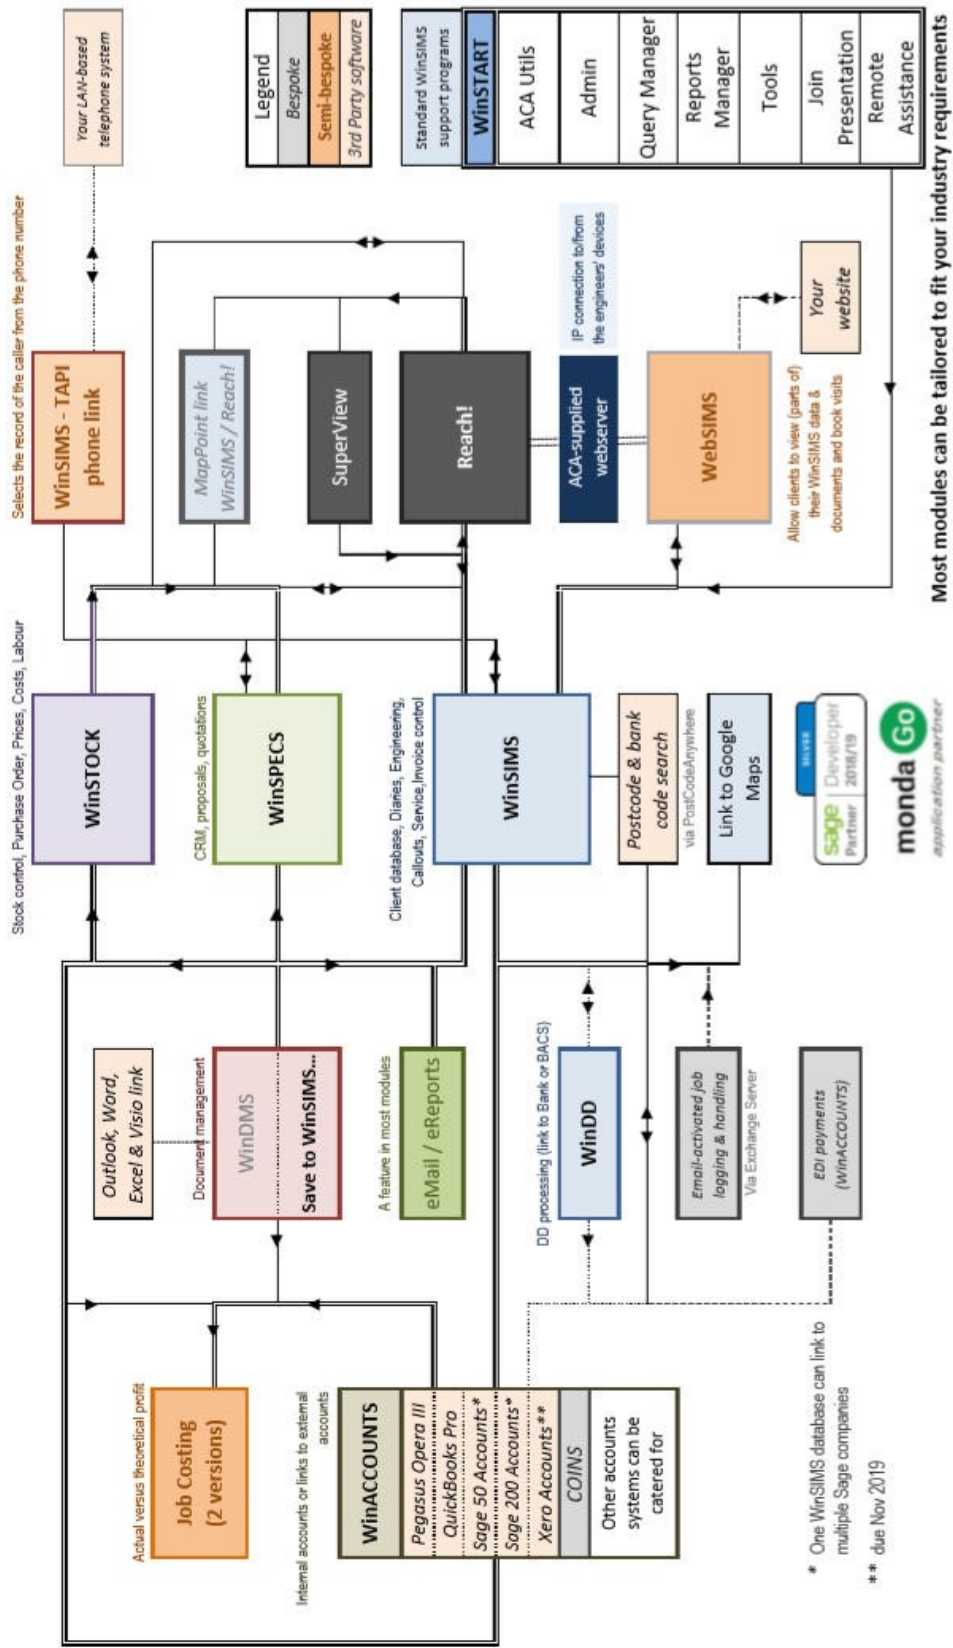 Actual versus theoretical profit
Job Costing
(2 versions)
Internal accounts or links to external
accounts
WinACCOUNTS
Pegasus Opera III
QuickBooks Pro
Sage 50 Accounts*
Sage 200 Accounts*
Xero Accounts**
COINS
Other accounts
systems can be
catered for
* One WinSIMS database can link to
multiple Sage companies
** due Nov 2019
Outlook, Word,
Excel & Visio link
Document management
WinDMS
Save to WinSIMS...
A feature in most modules
eMail / eReports
DD processing (link to Bank or BACS)
WinDD
Email-activated job
logging & handling
Via Exchange Server
EDI payments
(WinACCOUNTS)
Stock control, Purchase Order, Prices, Costs, Labour
WinSTOCK
CRM, proposals, quotations
WinSPECS
Client database, Diaries, Engineering,
Callouts, Service,Invoice control
WinSIMS
Postcode & bank
code search
via PostCodeAnywhere
Link to Google
Maps
SILVER
sage Developer
Partner 2018/19
monda Go
application partner
Selects the record of the caller from the phone number
WinSIMS - TAPI
phone link
MapPoint link
WinSIMS / Reach!
SuperView
Reach!
ACA-supplied
webserver
IP connection to/from
the engineers' devices
WebSIMS
Allow clients to view (parts of)
their WinSIMS data &
documents and book visits
Your
website
Your LAN-based
telephone system
Legend
Bespoke
Semi-bespoke
3rd Party software
Standard WinSIMS
support programs
WinSTART
ACA Utils
Admin
Query Manager
Reports
Manager
Tools
Join
Presentation
Remote
Assistance
Most modules can be tailored to fit your industry requirements